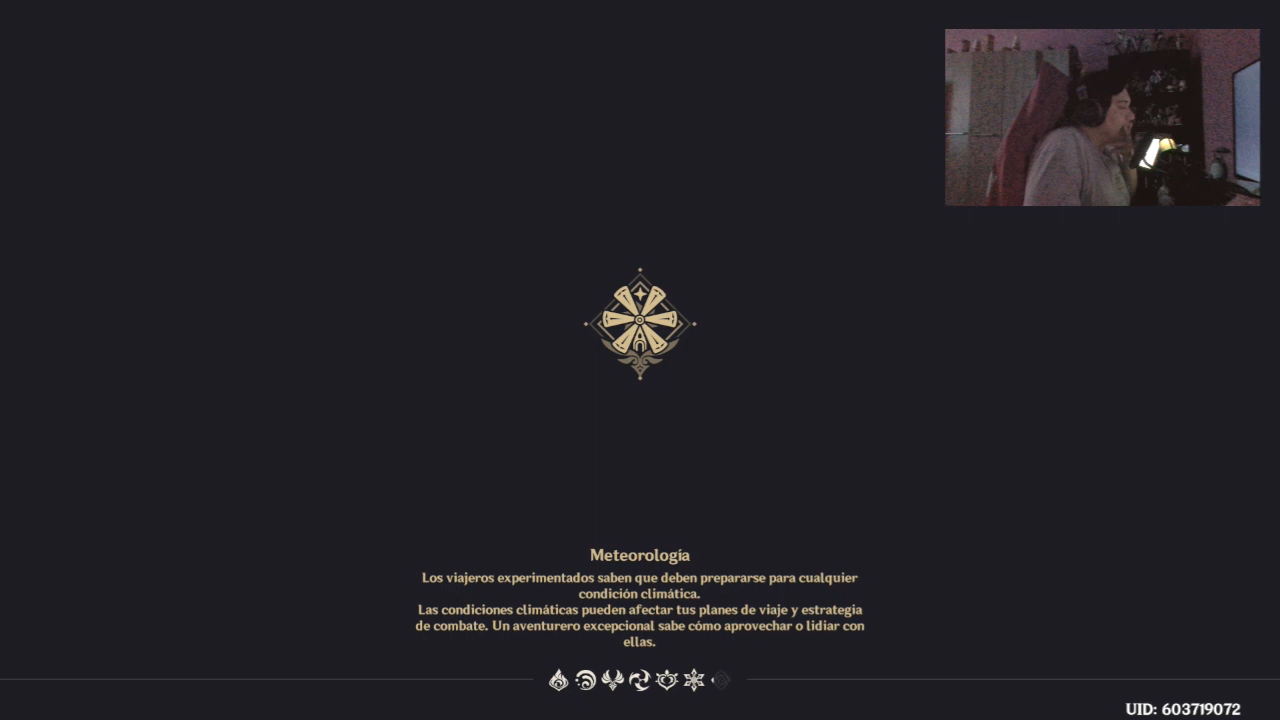 Meteorología
Los viajeros experimentados saben que deben prepararse para cualquier
condición climática.
Las condiciones climáticas pueden afectar tus planes de viaje y estrategia
de combate. Un aventurero excepcional sabe cómo aprovechar o lidiar con
ellas.
UID: 603719072